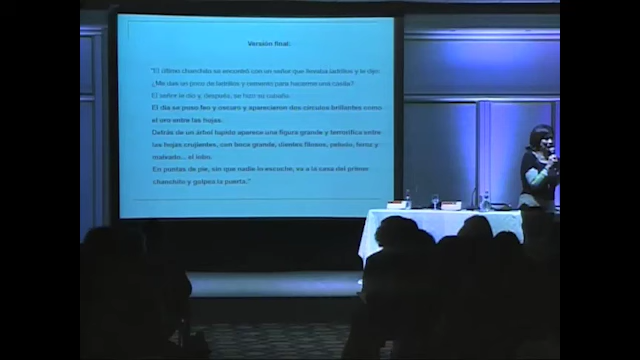 Versión final:
"El último chanchito se encontró con un señor que llevaba ladrillos y le dijo:
¿Me das un poco de ladrillos y cemento para hacerme una casita?
El señor le dio y después, se hizo su casita.
El día se puso feo y oscuro y aparecieron dos círculos brillantes como
el oro entre las hojas.
Detrás de un árbol tupido aparece una figura grande y terrorífica entre
las hojas crujientes, con boca grande, dientes filosos, peludo, feroz y
malvado... el lobo.
En puntas de pie, sin que nadie lo escuche, va a la casa del primer
chanchito y golpea la puerta."